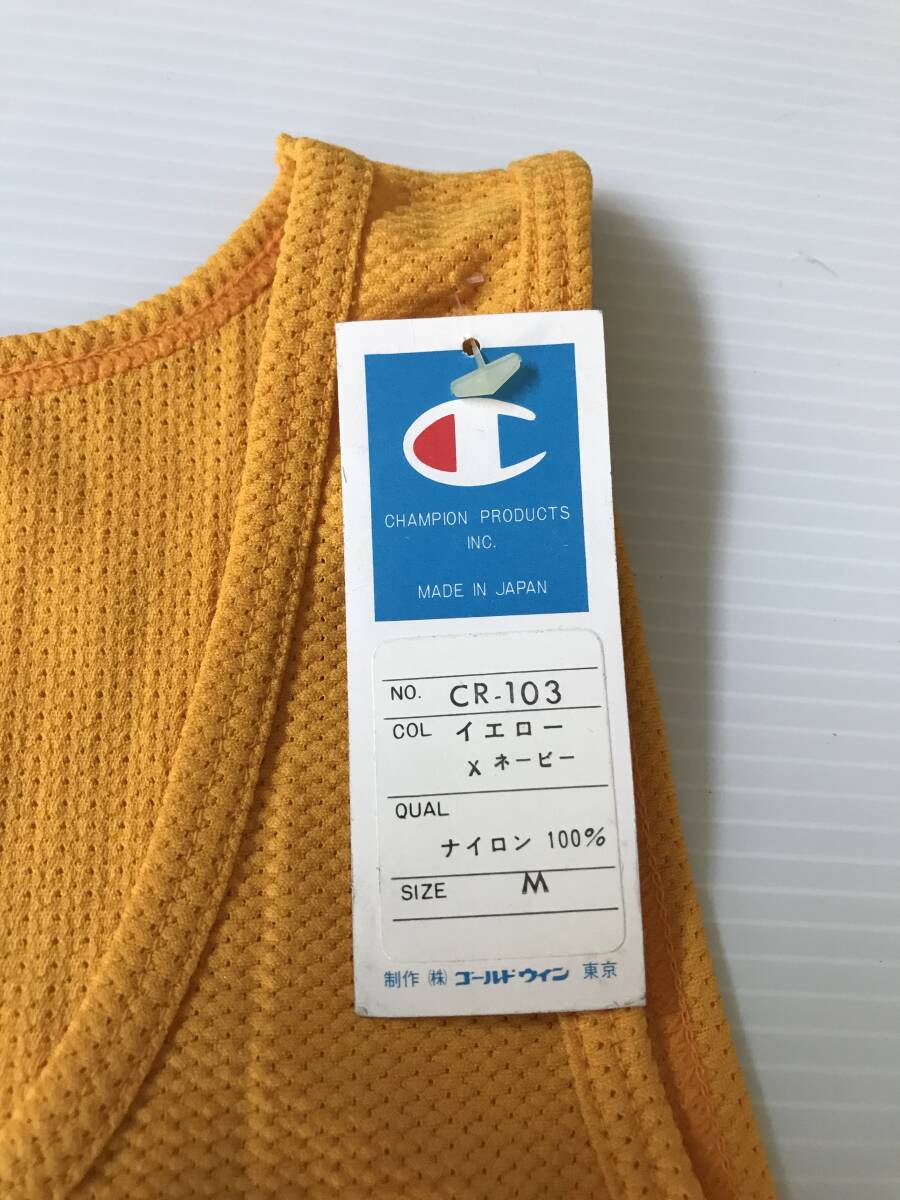 CHAMPION PRODUCTS
INC.
MADE IN JAPAN
NO. CR-103
COL イエロー
x ネービー
QUAL
ナイロン 100%
SIZE M
制作 (株) ゴールドウイン 東京